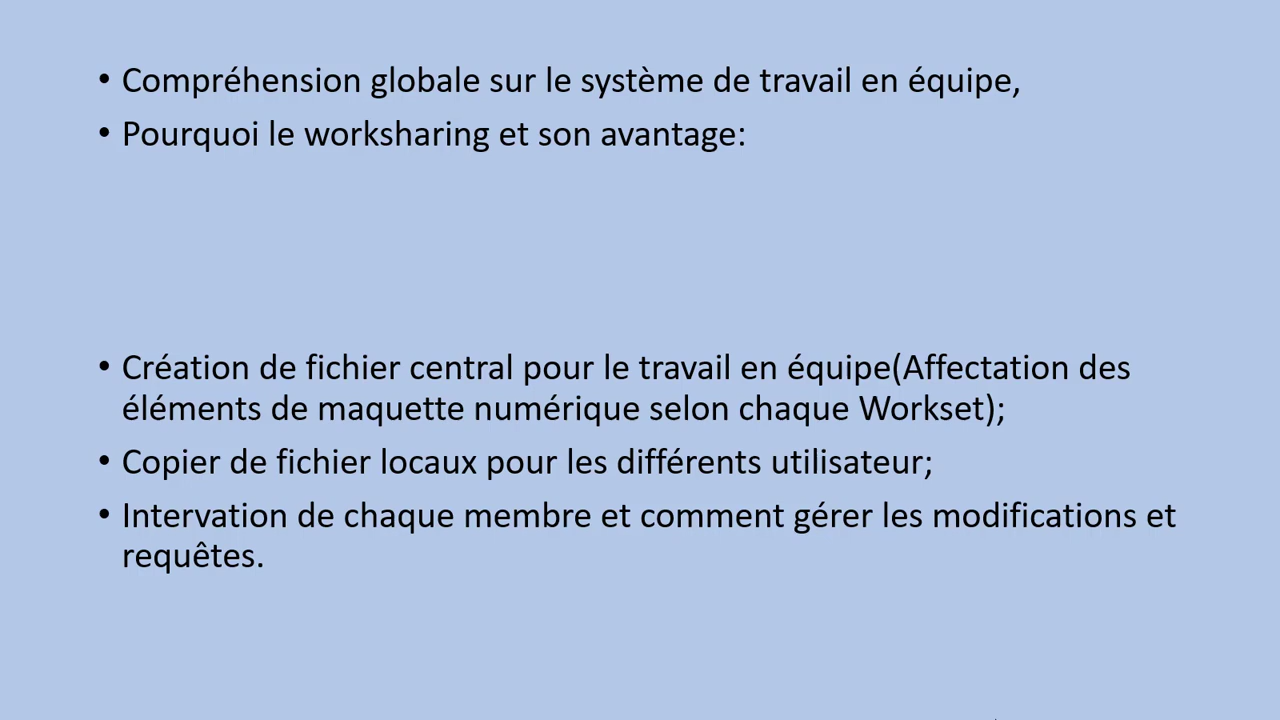 • Compréhension globale sur le système de travail en équipe,
• Pourquoi le worksharing et son avantage:
• Création de fichier central pour le travail en équipe(Affectation des
éléments de maquette numérique selon chaque Workset);
• Copier de fichier locaux pour les différents utilisateur;
• Intervation de chaque membre et comment gérer les modifications et
requêtes.